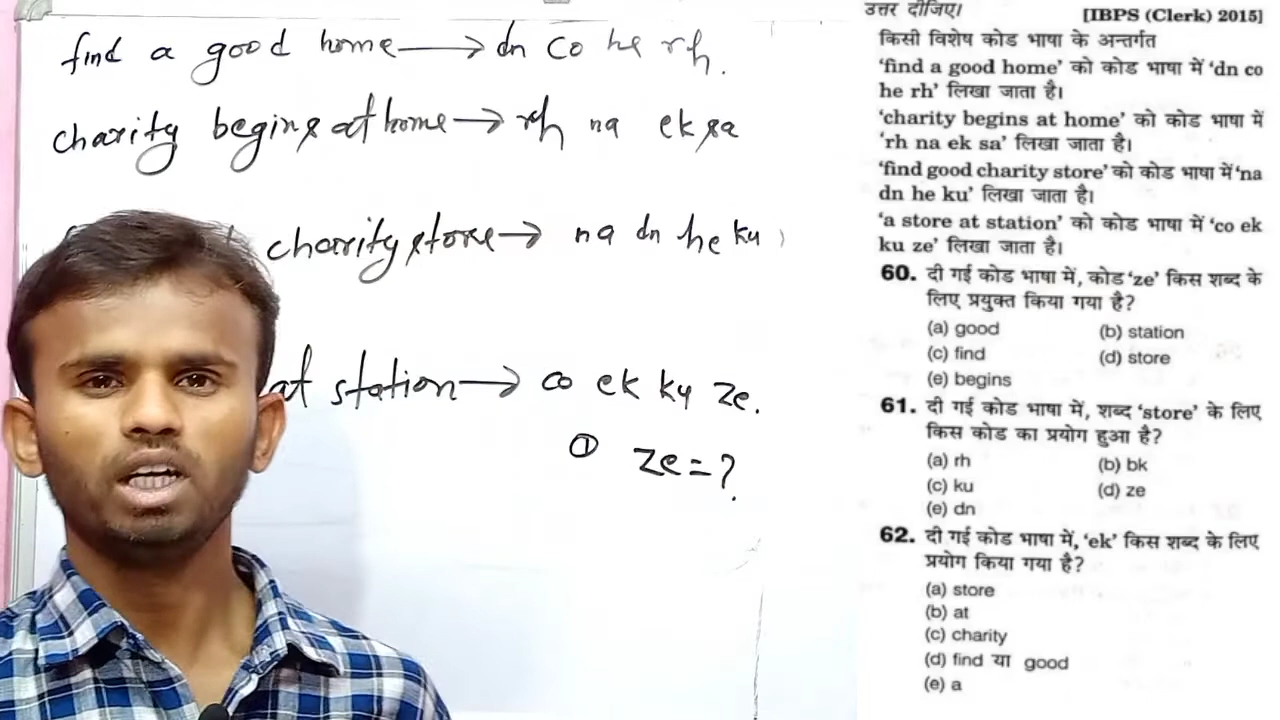 find a good home → dn co he rh.
charity begins at home → rh na ek sa
charity store → na dn he ku
at station → co ek ku ze.
① ze = ?
उत्तर दीजिए।
[IBPS (Clerk) 2015]
किसी विशेष कोड भाषा के अन्तर्गत
'find a good home' को कोड भाषा में 'dn co
he rh' लिखा जाता है।
'charity begins at home' को कोड भाषा में
'rh na ek sa' लिखा जाता है।
'find good charity store' को कोड भाषा में 'na
dn he ku' लिखा जाता है।
'a store at station' को कोड भाषा में 'co ek
ku ze' लिखा जाता है।
60. दी गई कोड भाषा में, कोड 'ze' किस शब्द के
लिए प्रयुक्त किया गया है?
(a) good (b) station
(c) find (d) store
(e) begins
61. दी गई कोड भाषा में, शब्द 'store' के लिए
किस कोड का प्रयोग हुआ है?
(a) rh (b) bk
(c) ku (d) ze
(e) dn
62. दी गई कोड भाषा में, 'ek' किस शब्द के लिए
प्रयोग किया गया है?
(a) store
(b) at
(c) charity
(d) find या good
(e) a